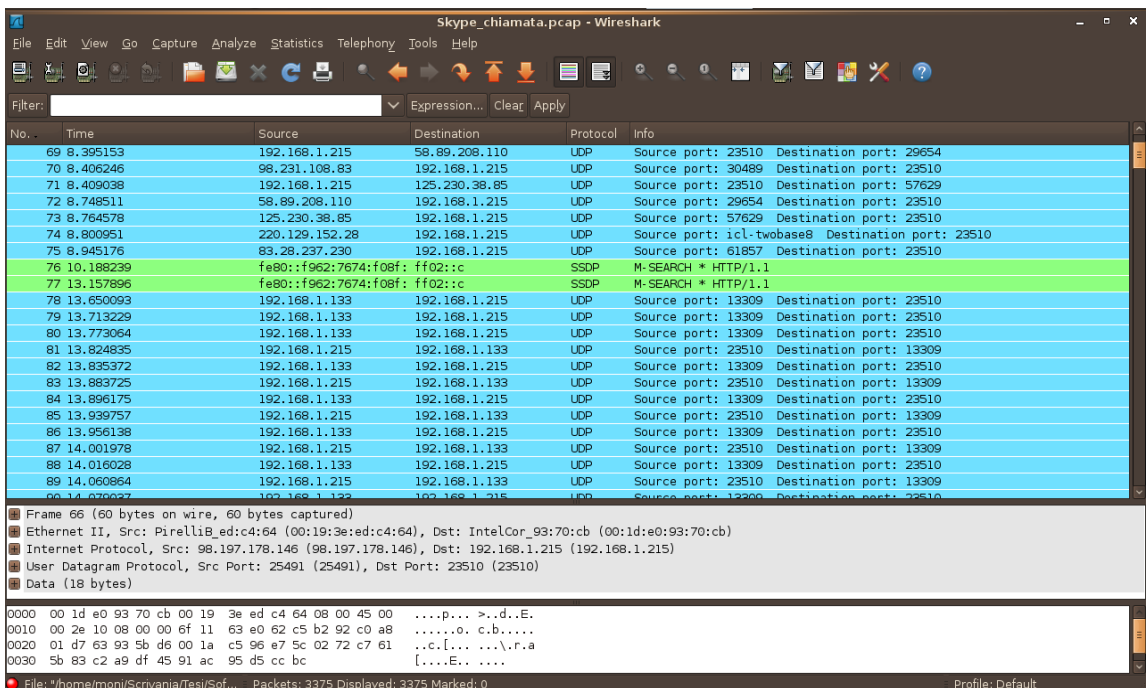 Skype_chiamata.pcap - Wireshark
File Edit View Go Capture Analyze Statistics Telephony Tools Help
Filter: Expression... Clear Apply
No. . Time Source Destination Protocol Info
69 8.395153 192.168.1.215 58.89.208.110 UDP Source port: 23510 Destination port: 29654
70 8.406246 98.231.108.83 192.168.1.215 UDP Source port: 30489 Destination port: 23510
71 8.409038 192.168.1.215 125.230.38.85 UDP Source port: 23510 Destination port: 57629
72 8.748511 58.89.208.110 192.168.1.215 UDP Source port: 29654 Destination port: 23510
73 8.764578 125.230.38.85 192.168.1.215 UDP Source port: 57629 Destination port: 23510
74 8.800951 220.129.152.28 192.168.1.215 UDP Source port: icl-twobase8 Destination port: 23510
75 8.945176 83.28.237.230 192.168.1.215 UDP Source port: 61857 Destination port: 23510
76 10.188239 fe80::f962:7674:f08f: ff02::c SSDP M-SEARCH * HTTP/1.1
77 13.157896 fe80::f962:7674:f08f: ff02::c SSDP M-SEARCH * HTTP/1.1
78 13.650093 192.168.1.133 192.168.1.215 UDP Source port: 13309 Destination port: 23510
79 13.713229 192.168.1.133 192.168.1.215 UDP Source port: 13309 Destination port: 23510
80 13.773064 192.168.1.133 192.168.1.215 UDP Source port: 13309 Destination port: 23510
81 13.824835 192.168.1.215 192.168.1.133 UDP Source port: 23510 Destination port: 13309
82 13.835372 192.168.1.133 192.168.1.215 UDP Source port: 13309 Destination port: 23510
83 13.883725 192.168.1.215 192.168.1.133 UDP Source port: 23510 Destination port: 13309
84 13.896175 192.168.1.133 192.168.1.215 UDP Source port: 13309 Destination port: 23510
85 13.939757 192.168.1.215 192.168.1.133 UDP Source port: 23510 Destination port: 13309
86 13.956138 192.168.1.133 192.168.1.215 UDP Source port: 13309 Destination port: 23510
87 14.001978 192.168.1.215 192.168.1.133 UDP Source port: 23510 Destination port: 13309
88 14.016028 192.168.1.133 192.168.1.215 UDP Source port: 13309 Destination port: 23510
89 14.060864 192.168.1.215 192.168.1.133 UDP Source port: 23510 Destination port: 13309
90 14.079037 192.168.1.133 192.168.1.215 UDP Source port: 13309 Destination port: 23510
Frame 66 (60 bytes on wire, 60 bytes captured)
Ethernet II, Src: PirelliB_ed:c4:64 (00:19:3e:ed:c4:64), Dst: IntelCor_93:70:cb (00:1d:e0:93:70:cb)
Internet Protocol, Src: 98.197.178.146 (98.197.178.146), Dst: 192.168.1.215 (192.168.1.215)
User Datagram Protocol, Src Port: 25491 (25491), Dst Port: 23510 (23510)
Data (18 bytes)
0000 00 1d e0 93 70 cb 00 19 3e ed c4 64 08 00 45 00 ....p... >..d..E.
0010 00 2e 10 08 00 00 6f 11 63 e0 62 c5 b2 92 c0 a8 ......o. c.b.....
0020 01 d7 63 93 5b d6 00 1a c5 96 e7 5c 02 72 c7 61 ..c.[... ...\.r.a
0030 5b 83 c2 a9 df 45 91 ac 95 d5 cc bc [....E.. ....
File: "/home/moni/Scrivania/Tesi/Sof... Packets: 3375 Displayed: 3375 Marked: 0 Profile: Default